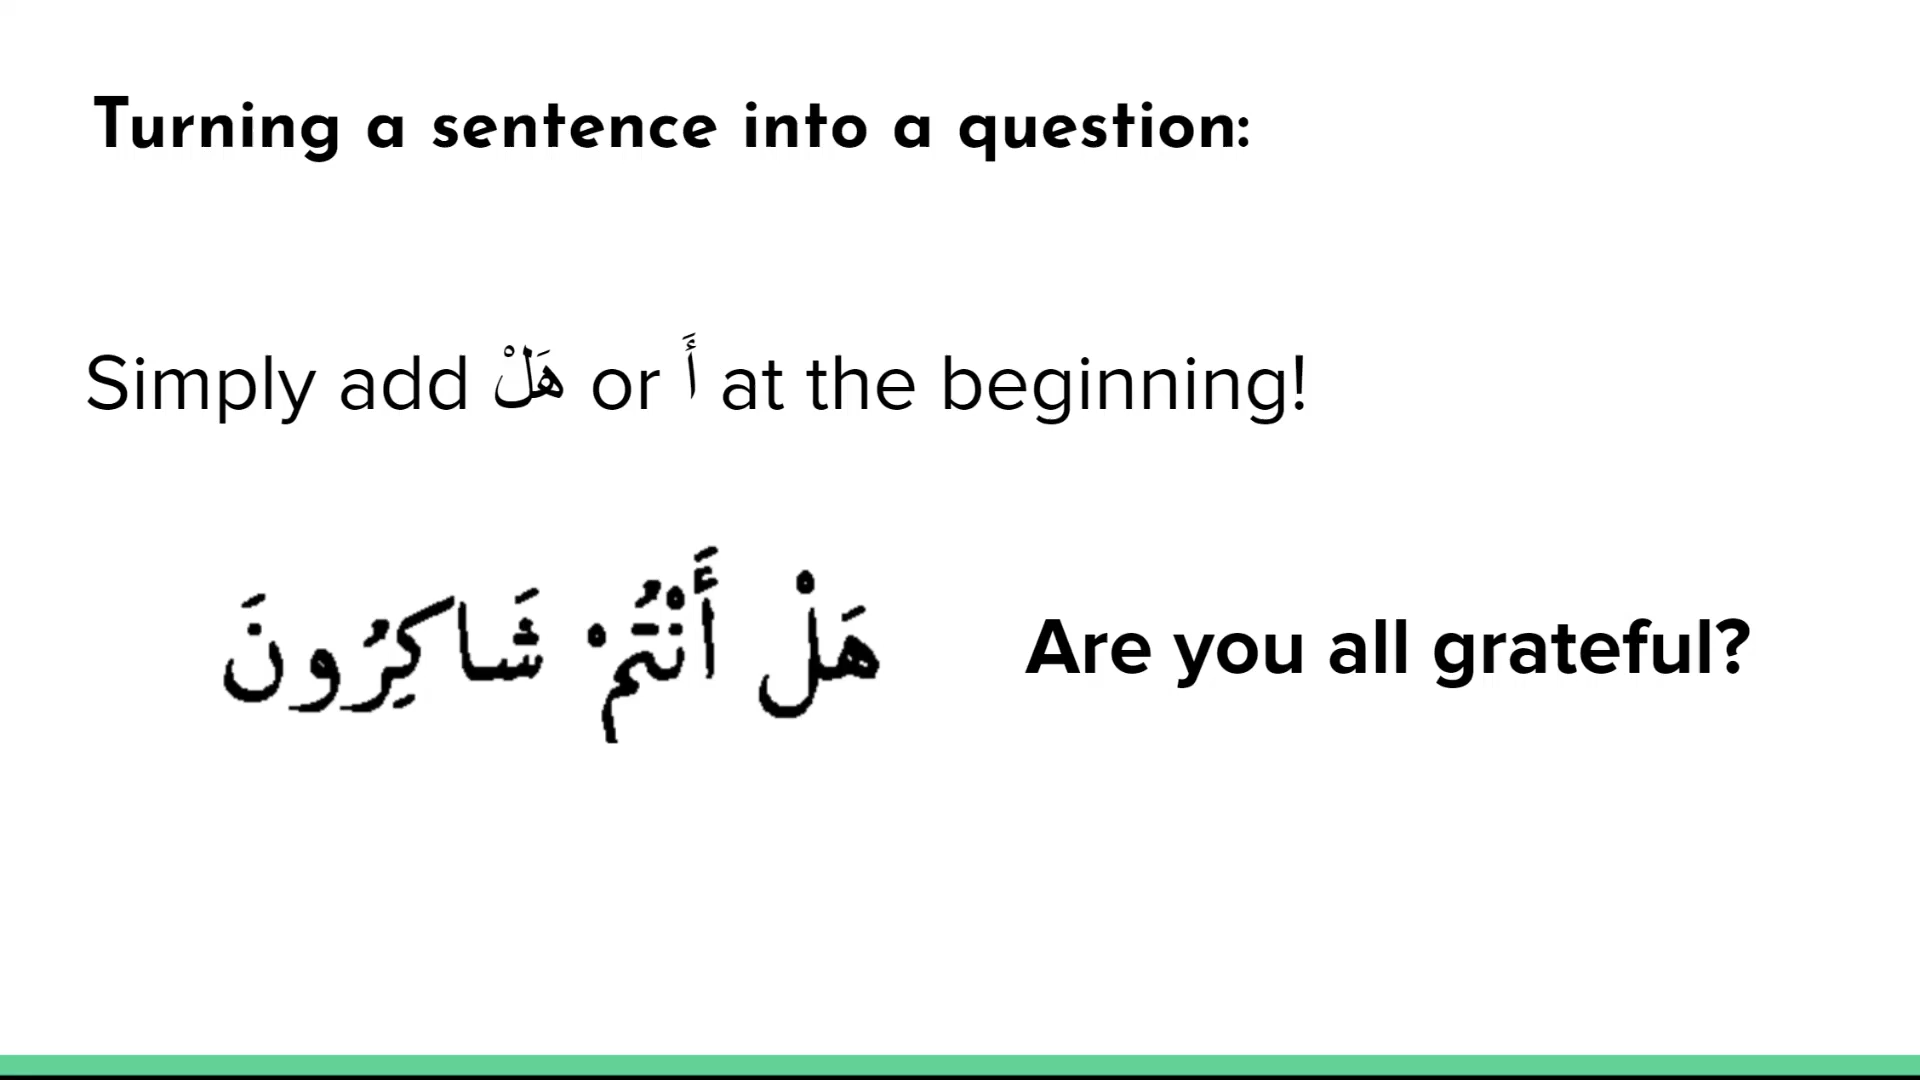 Turning a sentence into a question:
Simply add هَلْ or أَ at the beginning!
هَلْ أَنْتُمْ شَاكِرُونَ
Are you all grateful?